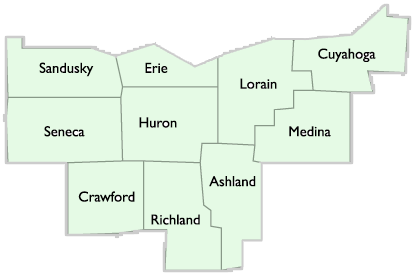 Cuyahoga
Sandusky
Erie
Lorain
Huron
Seneca
Medina
Ashland
Crawford
Richland